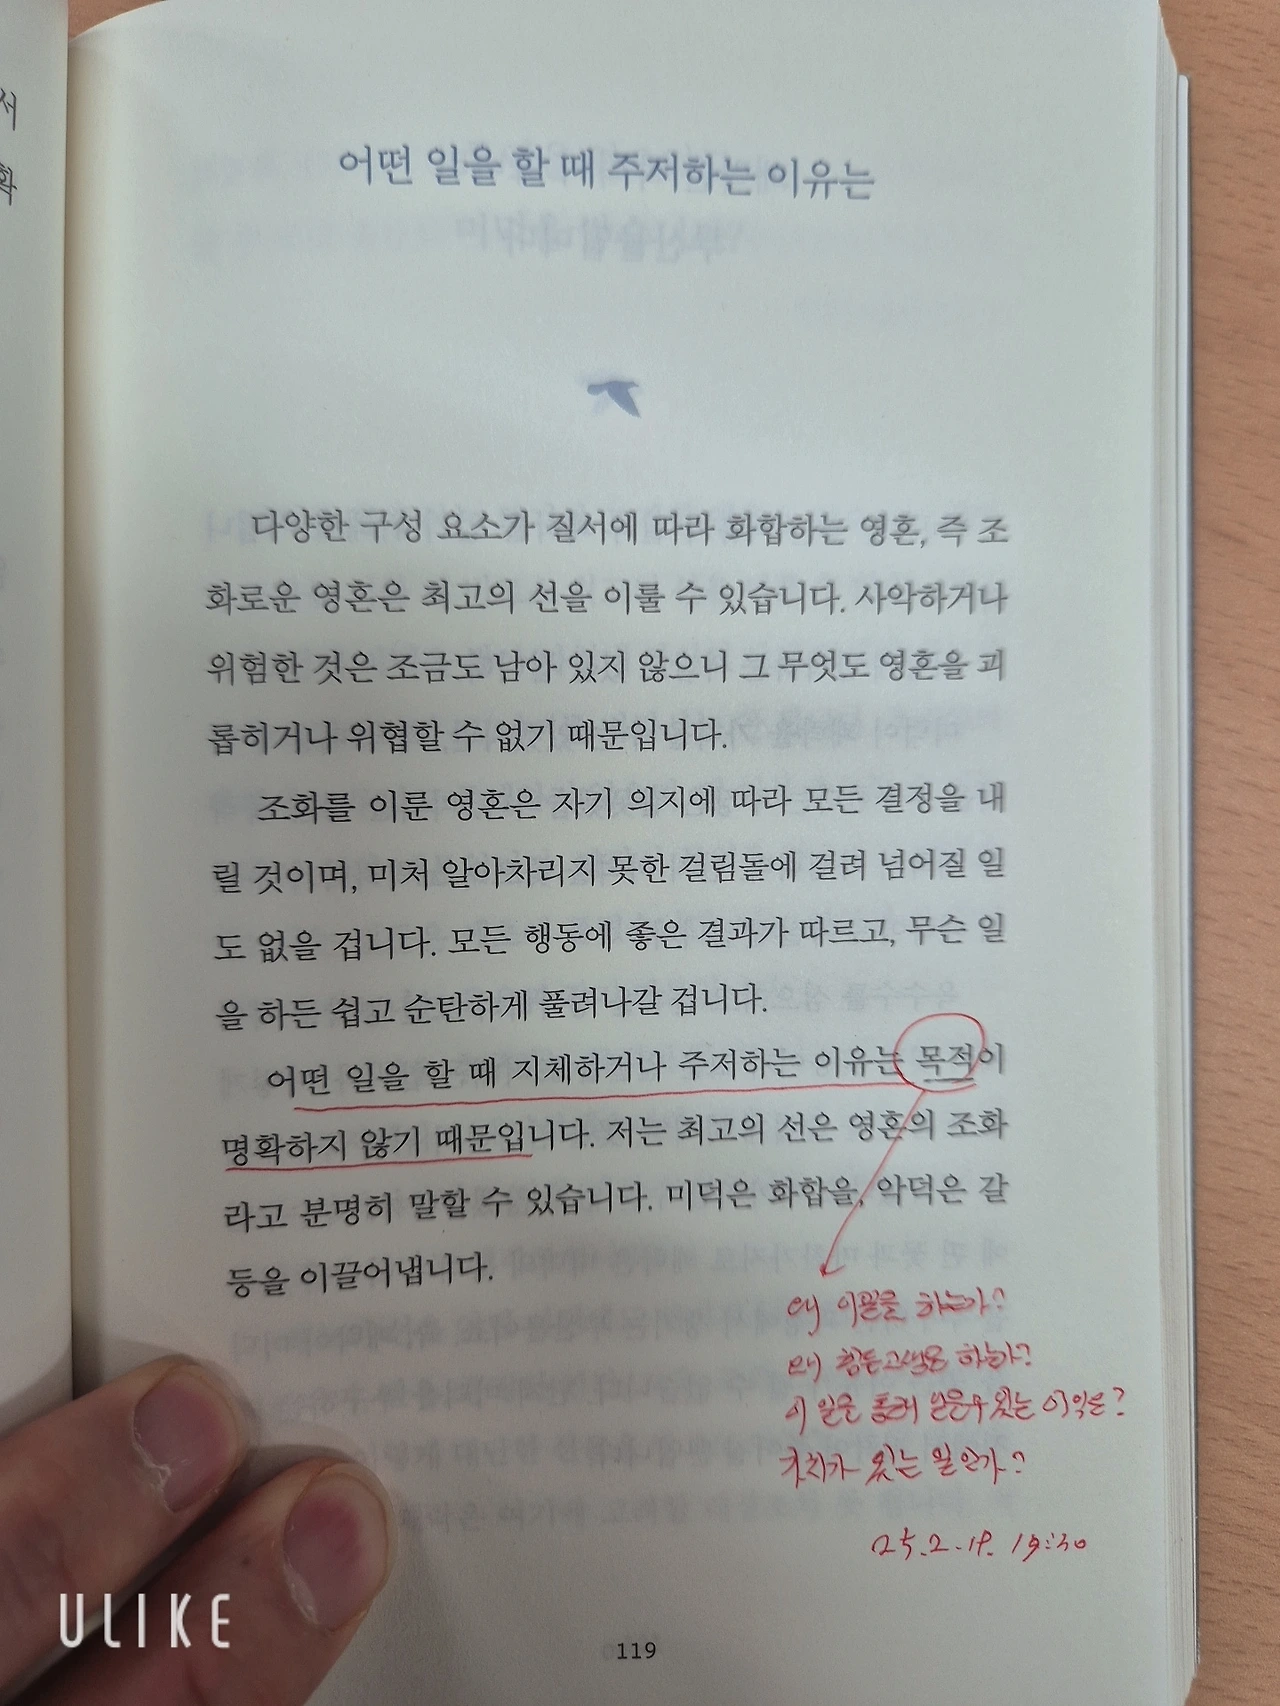 서
확
어떤 일을 할 때 주저하는 이유는
다양한 구성 요소가 질서에 따라 화합하는 영혼, 즉 조
화로운 영혼은 최고의 선을 이룰 수 있습니다. 사악하거나
위험한 것은 조금도 남아 있지 않으니 그 무엇도 영혼을 괴
롭히거나 위협할 수 없기 때문입니다.
조화를 이룬 영혼은 자기 의지에 따라 모든 결정을 내
릴 것이며, 미처 알아차리지 못한 걸림돌에 걸려 넘어질 일
도 없을 겁니다. 모든 행동에 좋은 결과가 따르고, 무슨 일
을 하든 쉽고 순탄하게 풀려나갈 겁니다.
어떤 일을 할 때 지체하거나 주저하는 이유는 목적이
명확하지 않기 때문입니다. 저는 최고의 선은 영혼의 조화
라고 분명히 말할 수 있습니다. 미덕은 화합을, 악덕은 갈
등을 이끌어냅니다.
왜 이 일을 하는가?
왜 힘든 고생을 하는가?
이 일을 통해 얻을 수 있는 이익은?
가치가 있는 일인가?
25. 2. 18. 19:30
119
ULIKE